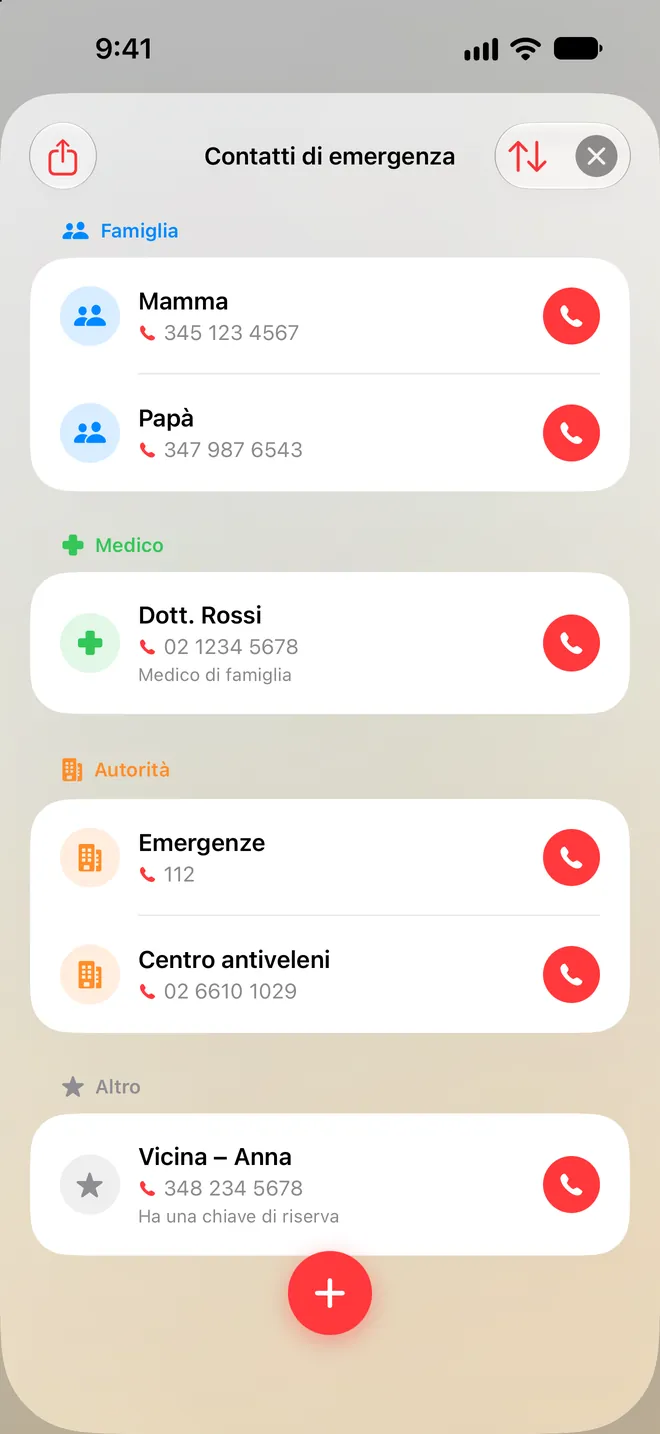 9:41
Contatti di emergenza
Famiglia
Mamma
345 123 4567
Papà
347 987 6543
Medico
Dott. Rossi
02 1234 5678
Medico di famiglia
Autorità
Emergenze
112
Centro antiveleni
02 6610 1029
Altro
Vicina – Anna
348 234 5678
Ha una chiave di riserva